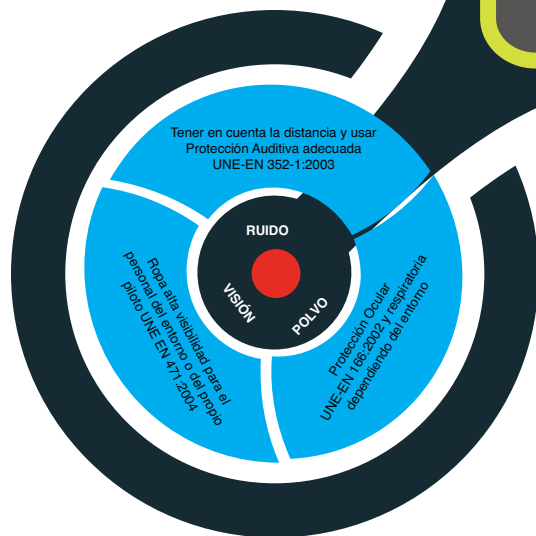 Tener en cuenta la distancia y usar
Protección Auditiva adecuada
UNE-EN 352-1:2003
RUIDO
VISIÓN
POLVO
Ropa alta visibilidad para el
personal del entorno o del propio
piloto UNE EN 471:2004
Protección Ocular
UNE-EN 166:2002 y respiratoria
dependiendo del entorno